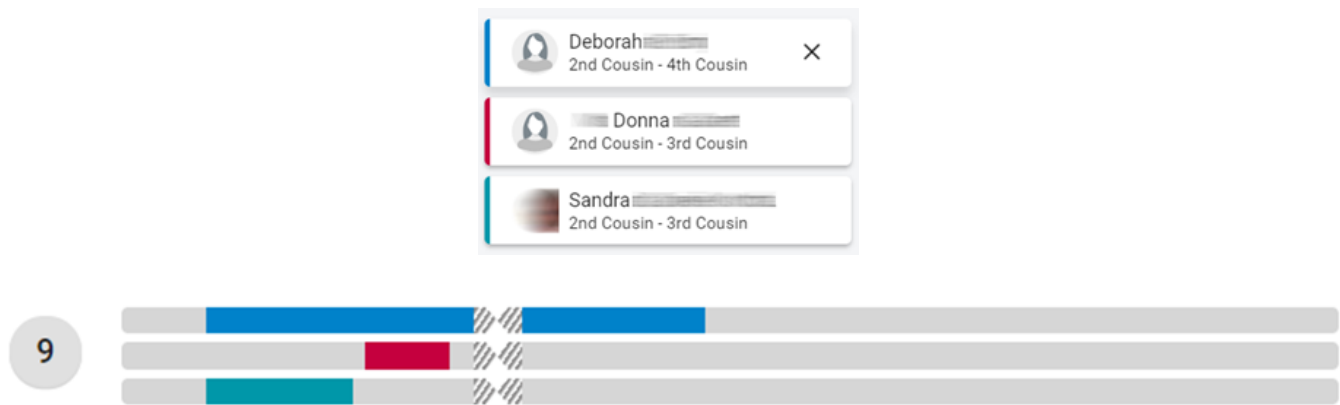 Deborah
2nd Cousin - 4th Cousin
Donna
2nd Cousin - 3rd Cousin
Sandra
2nd Cousin - 3rd Cousin
9